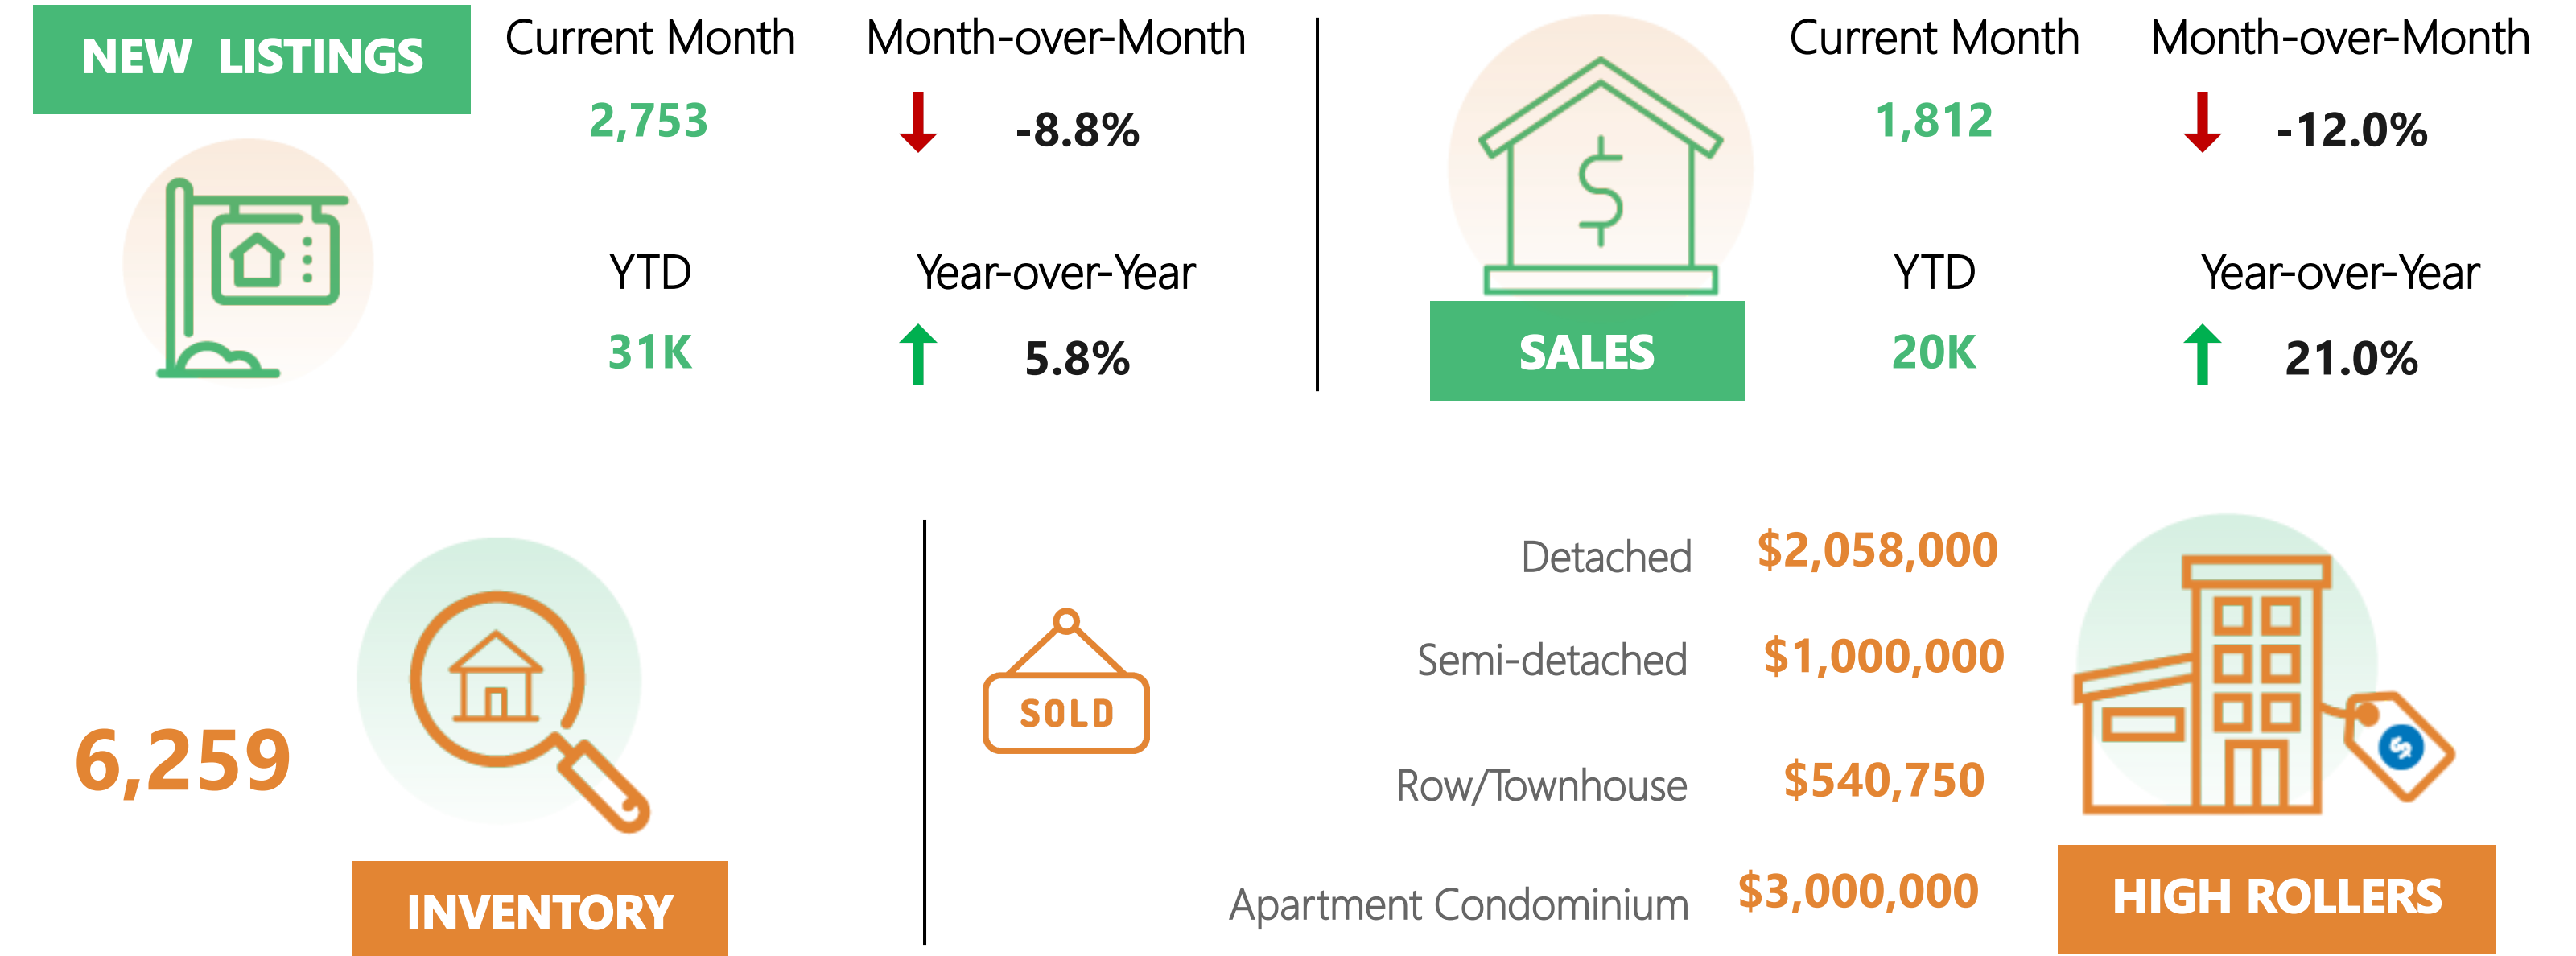 NEW LISTINGS
Current Month
Month-over-Month
2,753
-8.8%
YTD
Year-over-Year
31K
5.8%
Current Month
Month-over-Month
1,812
-12.0%
YTD
Year-over-Year
SALES
20K
21.0%
6,259
INVENTORY
SOLD
Detached $2,058,000
Semi-detached $1,000,000
Row/Townhouse $540,750
Apartment Condominium $3,000,000
HIGH ROLLERS